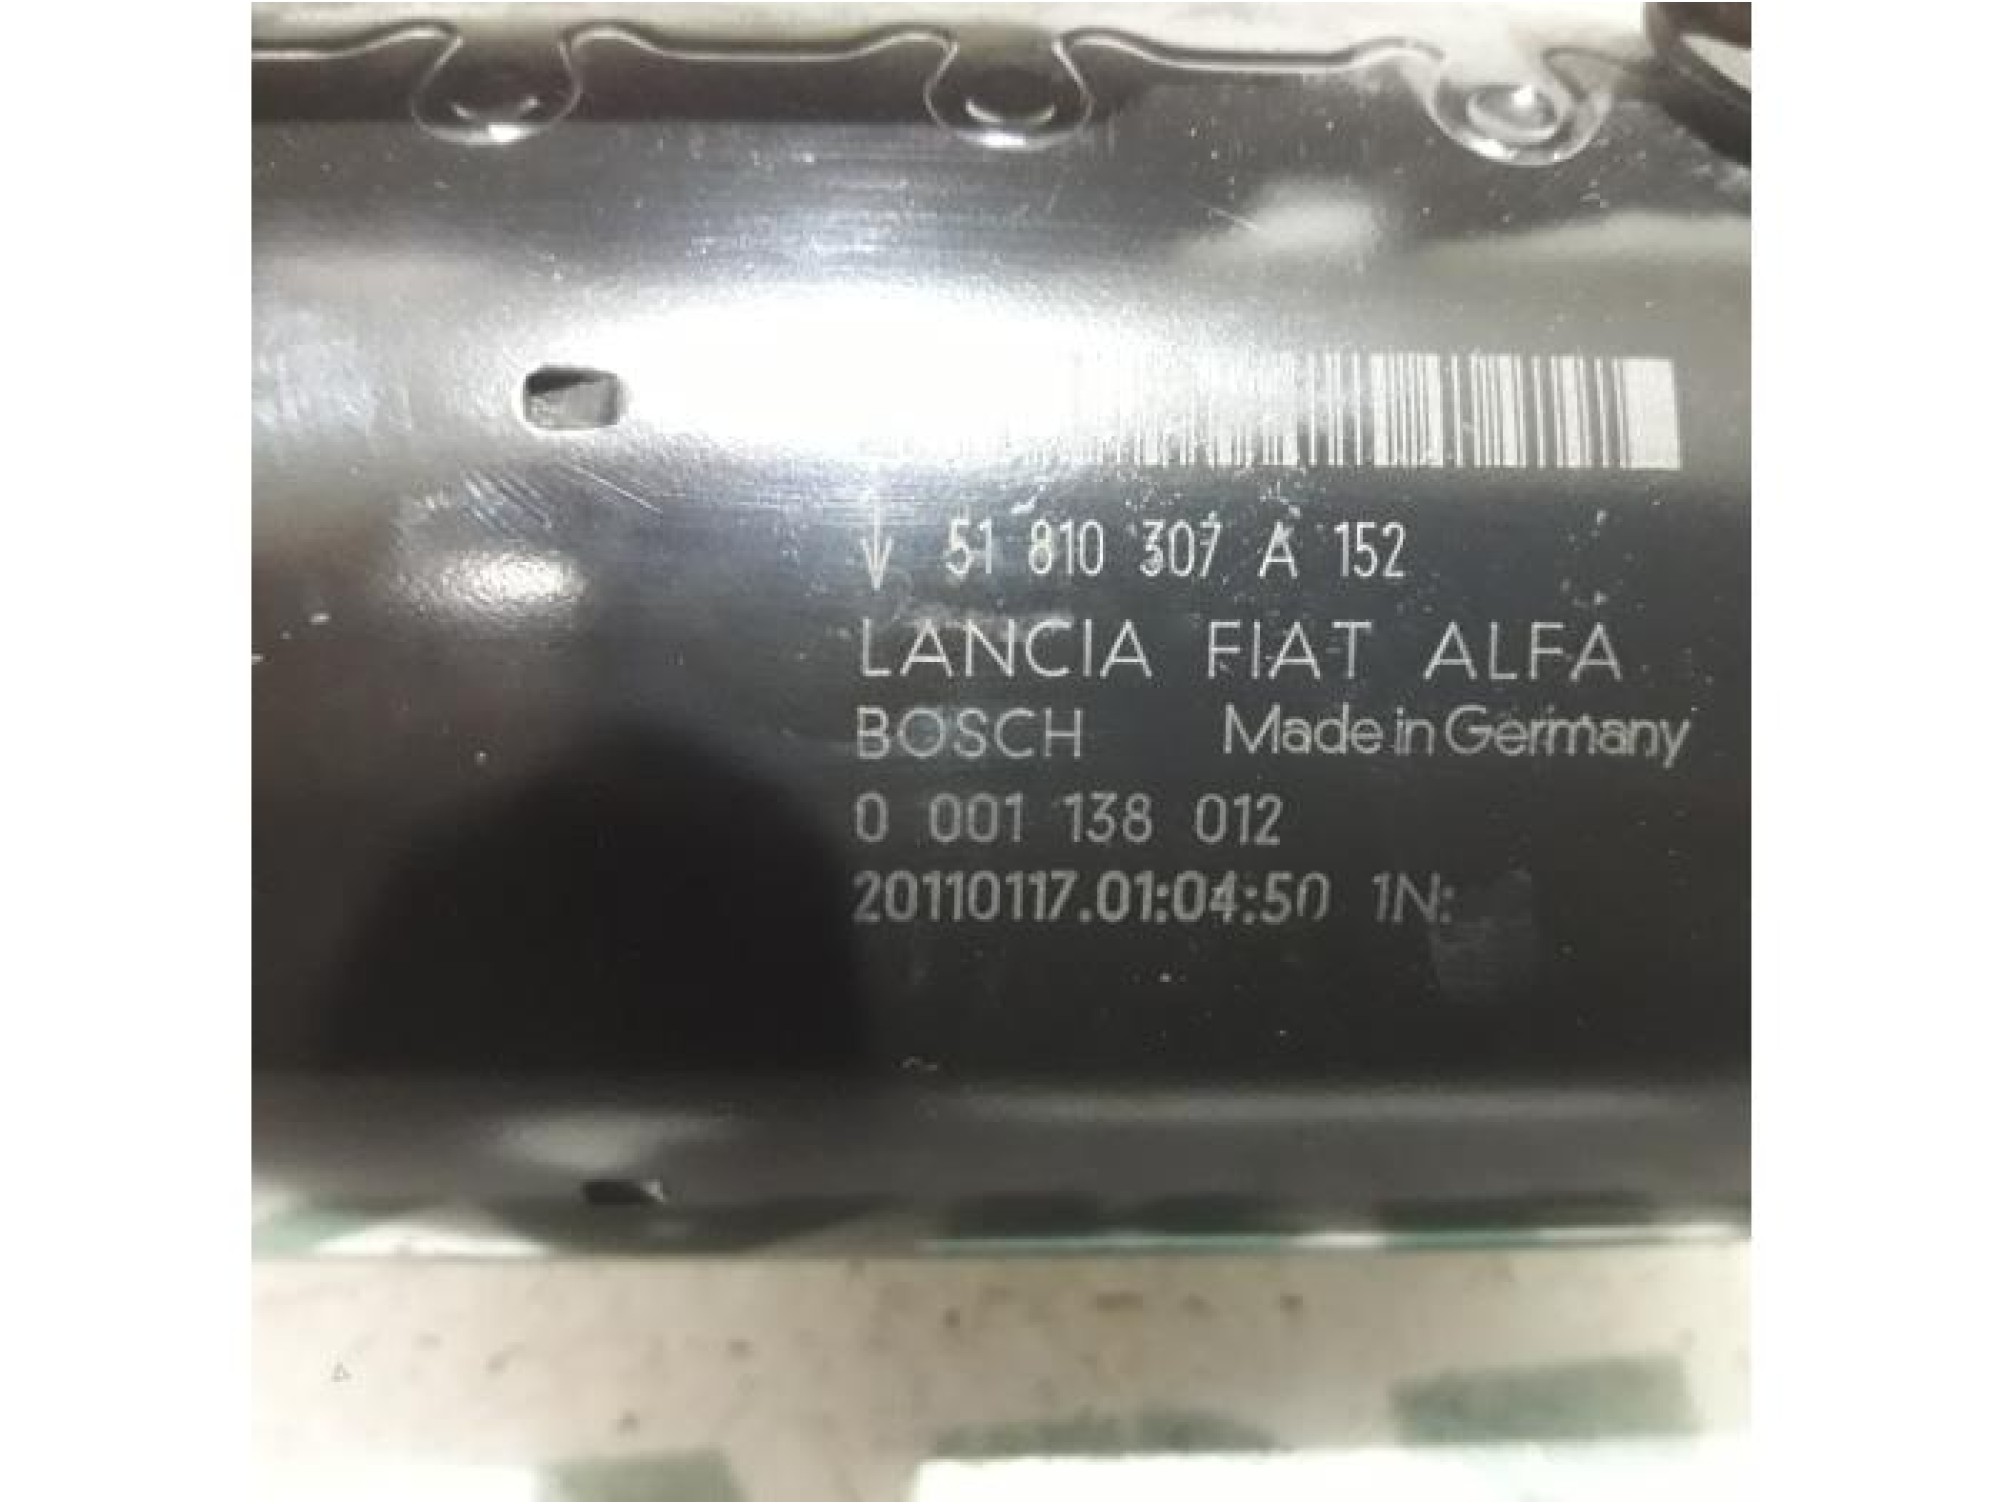 51 810 307 A 152
LANCIA FIAT ALFA
BOSCH Made in Germany
0 001 138 012
20110117.01:04:50 1N: